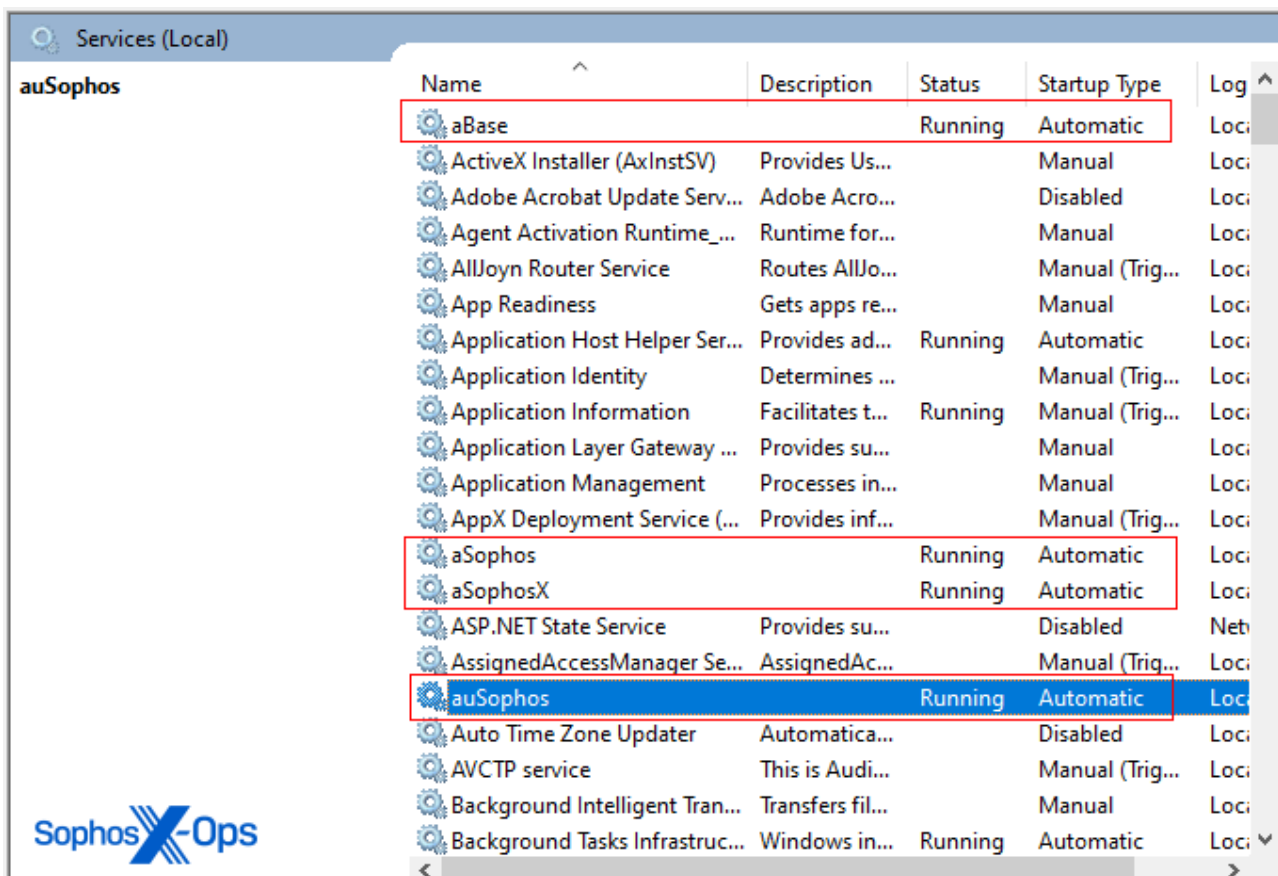 Services (Local)
auSophos
Name Description Status Startup Type Log
aBase Running Automatic Loca
ActiveX Installer (AxInstSV) Provides Us... Manual Loca
Adobe Acrobat Update Serv... Adobe Acro... Disabled Loca
Agent Activation Runtime_... Runtime for... Manual Loca
AllJoyn Router Service Routes AllJo... Manual (Trig... Loca
App Readiness Gets apps re... Manual Loca
Application Host Helper Ser... Provides ad... Running Automatic Loca
Application Identity Determines ... Manual (Trig... Loca
Application Information Facilitates t... Running Manual (Trig... Loca
Application Layer Gateway ... Provides su... Manual Loca
Application Management Processes in... Manual Loca
AppX Deployment Service (... Provides inf... Manual (Trig... Loca
aSophos Running Automatic Loca
aSophosX Running Automatic Loca
ASP.NET State Service Provides su... Disabled Netw
AssignedAccessManager Se... AssignedAc... Manual (Trig... Loca
auSophos Running Automatic Loca
Auto Time Zone Updater Automatica... Disabled Loca
AVCTP service This is Audi... Manual (Trig... Loca
Background Intelligent Tran... Transfers fil... Manual Loca
Background Tasks Infrastruc... Windows in... Running Automatic Loca
Sophos X-Ops